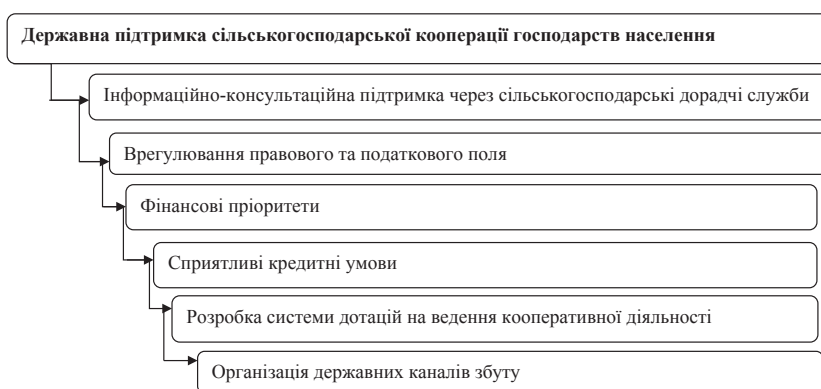 Державна підтримка сільськогосподарської кооперації господарств населення
Інформаційно-консультаційна підтримка через сільськогосподарські дорадчі служби
Врегулювання правового та податкового поля
Фінансові пріоритети
Сприятливі кредитні умови
Розробка системи дотацій на ведення кооперативної діяльності
Організація державних каналів збуту